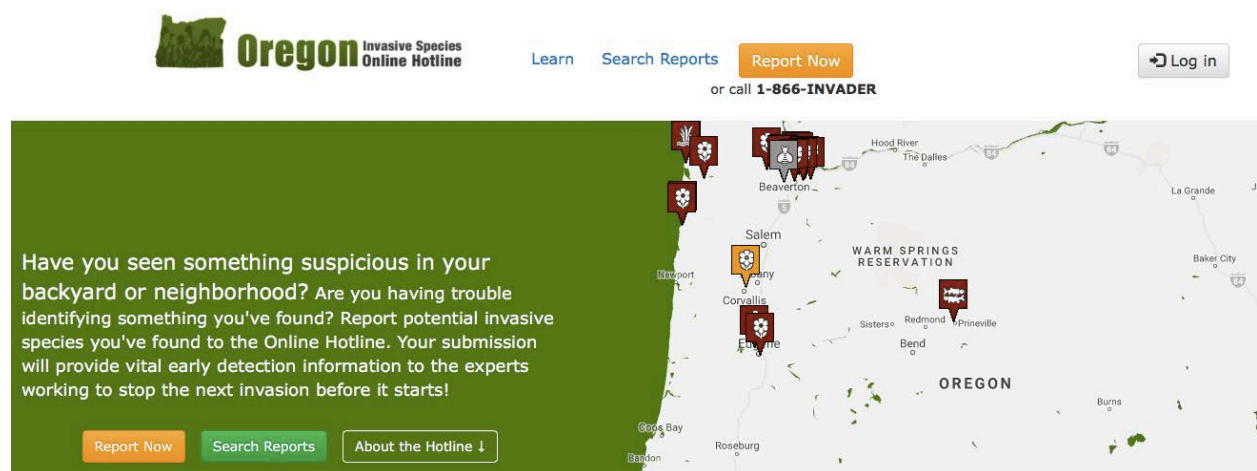 Oregon Invasive Species
Online Hotline
Learn
Search Reports
Report Now
Log in
or call 1-866-INVADER
Have you seen something suspicious in your
backyard or neighborhood? Are you having trouble
identifying something you've found? Report potential invasive
species you've found to the Online Hotline. Your submission
will provide vital early detection information to the experts
working to stop the next invasion before it starts!
Report Now
Search Reports
About the Hotline ↓
Hood River
The Dalles
84
84
84
Beaverton
5
La Grande
Salem
WARM SPRINGS
RESERVATION
Baker City
84
Newport
Corvallis
Sisters
Redmond
Prineville
Bend
OREGON
Burns
Coos Bay
Roseburg
Bandon